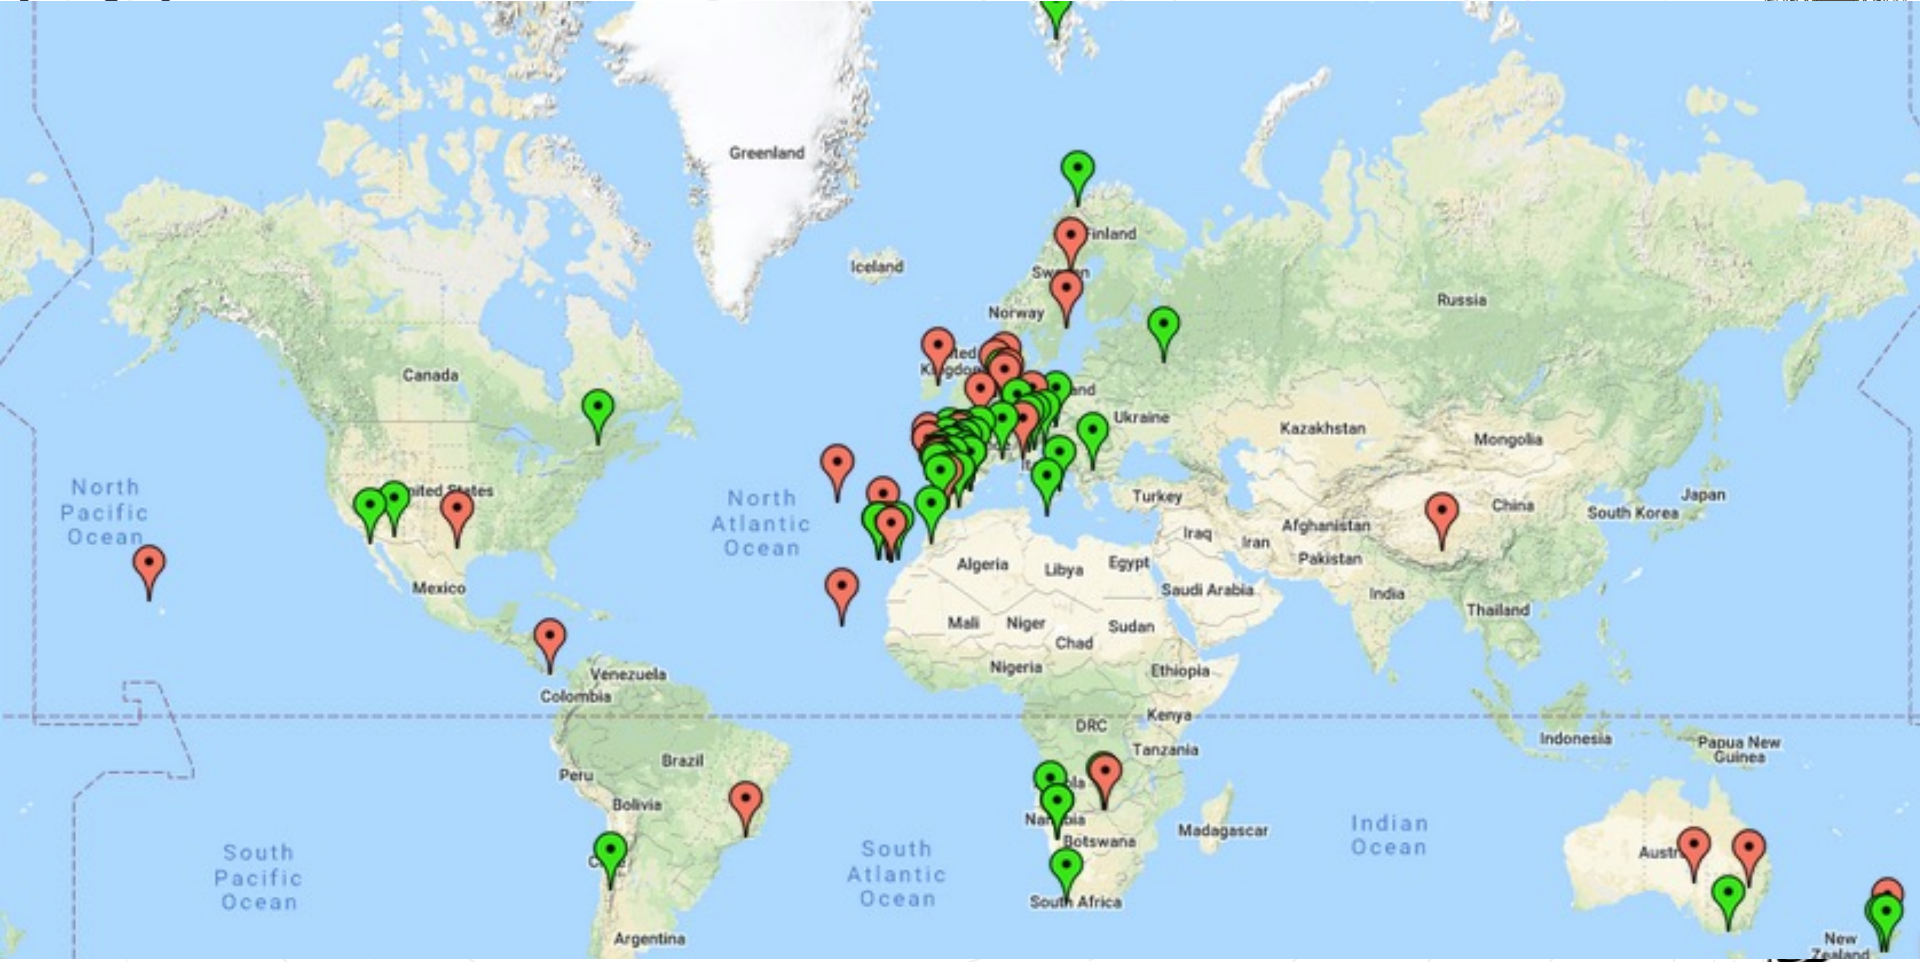 Greenland
Finland
Iceland
Russia
Norway
Canada
Ukraine
Kazakhstan
Mongolia
North
Pacific
Ocean
North
Atlantic
Ocean
Turkey
China
Japan
South Korea
Afghanistan
Iraq
Iran
Pakistan
Algeria
Libya
Egypt
Saudi Arabia
India
Mexico
Thailand
Mali
Niger
Sudan
Chad
Nigeria
Ethiopia
Venezuela
Colombia
DRC
Kenya
Tanzania
Indonesia
Papua New
Guinea
Brazil
Peru
Bolivia
Botswana
Madagascar
Indian
Ocean
South
Pacific
Ocean
South
Atlantic
Ocean
South Africa
Argentina
New
Zealand